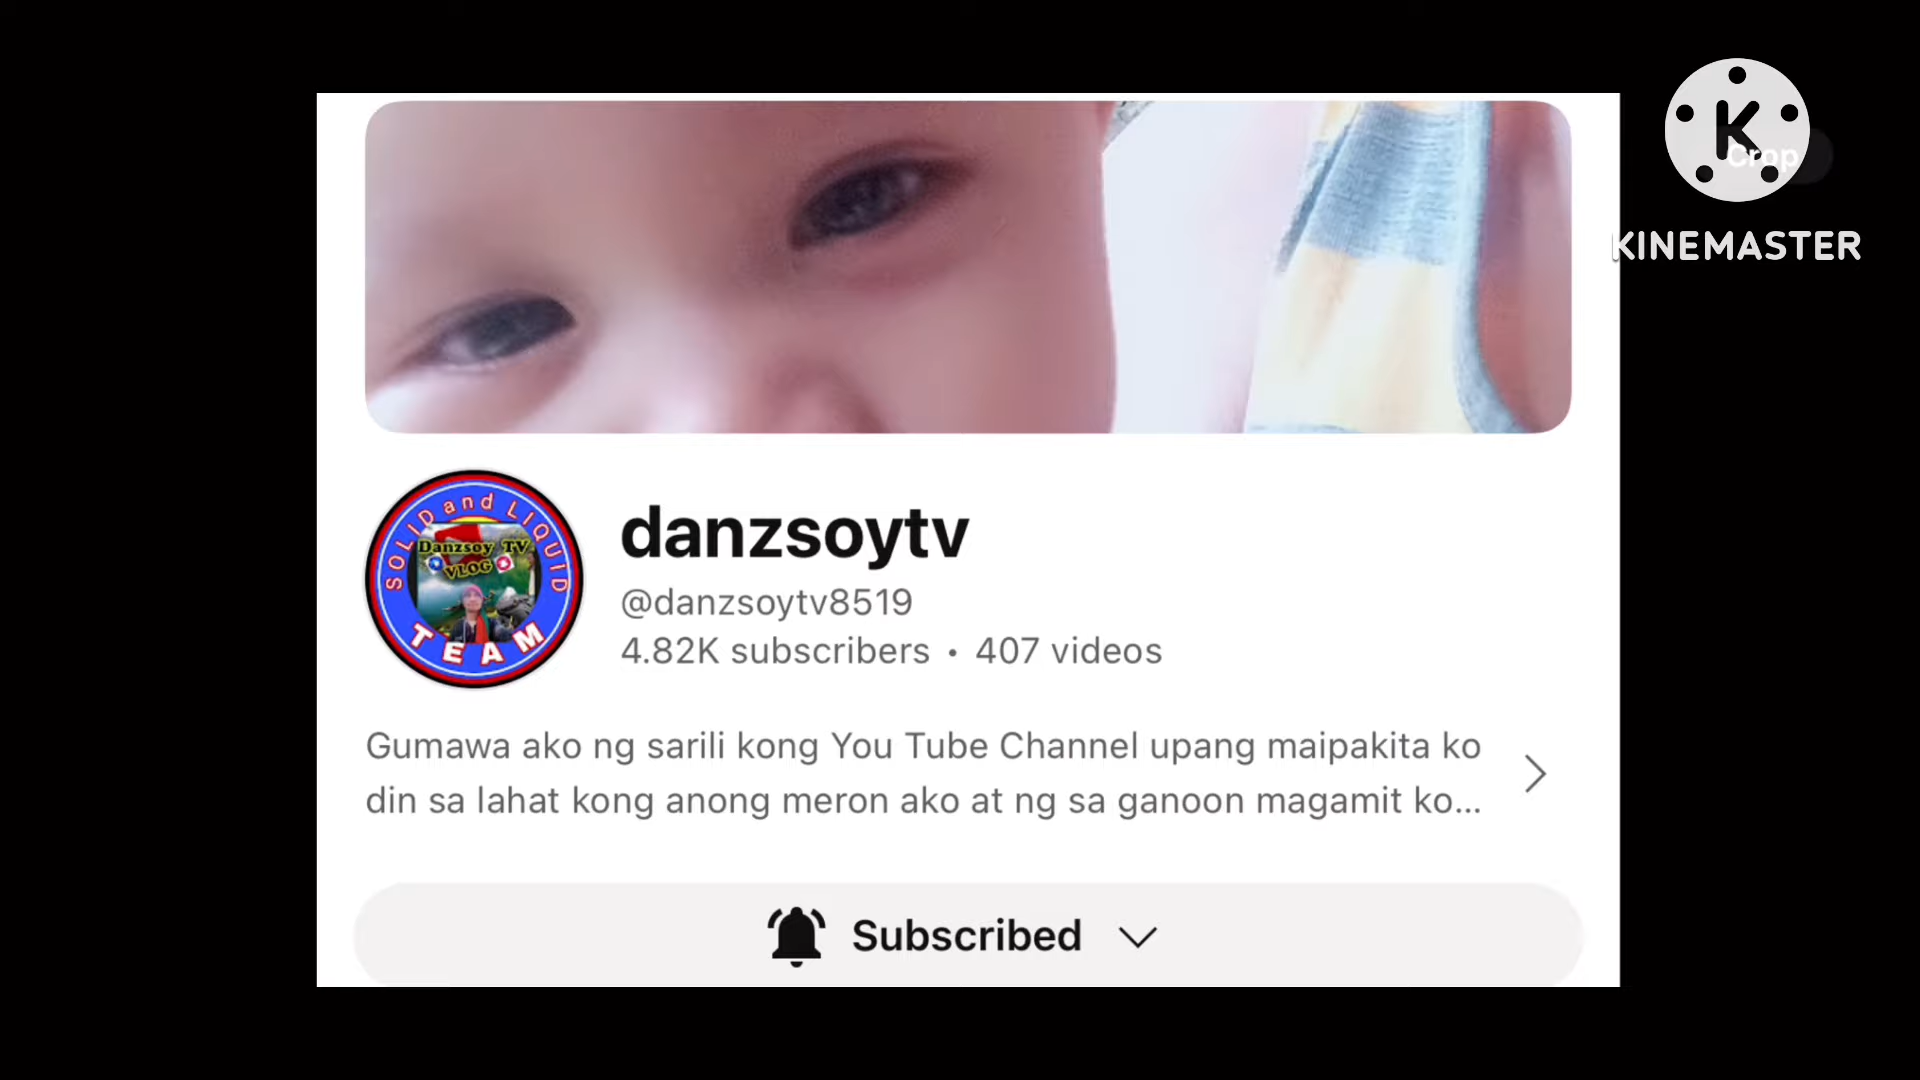 K
Crop
KINEMASTER
SOLID and LIQUID
Danzsoy TV
VLOG
TEAM
danzsoytv
@danzsoytv8519
4.82K subscribers • 407 videos
Gumawa ako ng sarili kong You Tube Channel upang maipakita ko
din sa lahat kong anong meron ako at ng sa ganoon magamit ko...
Subscribed